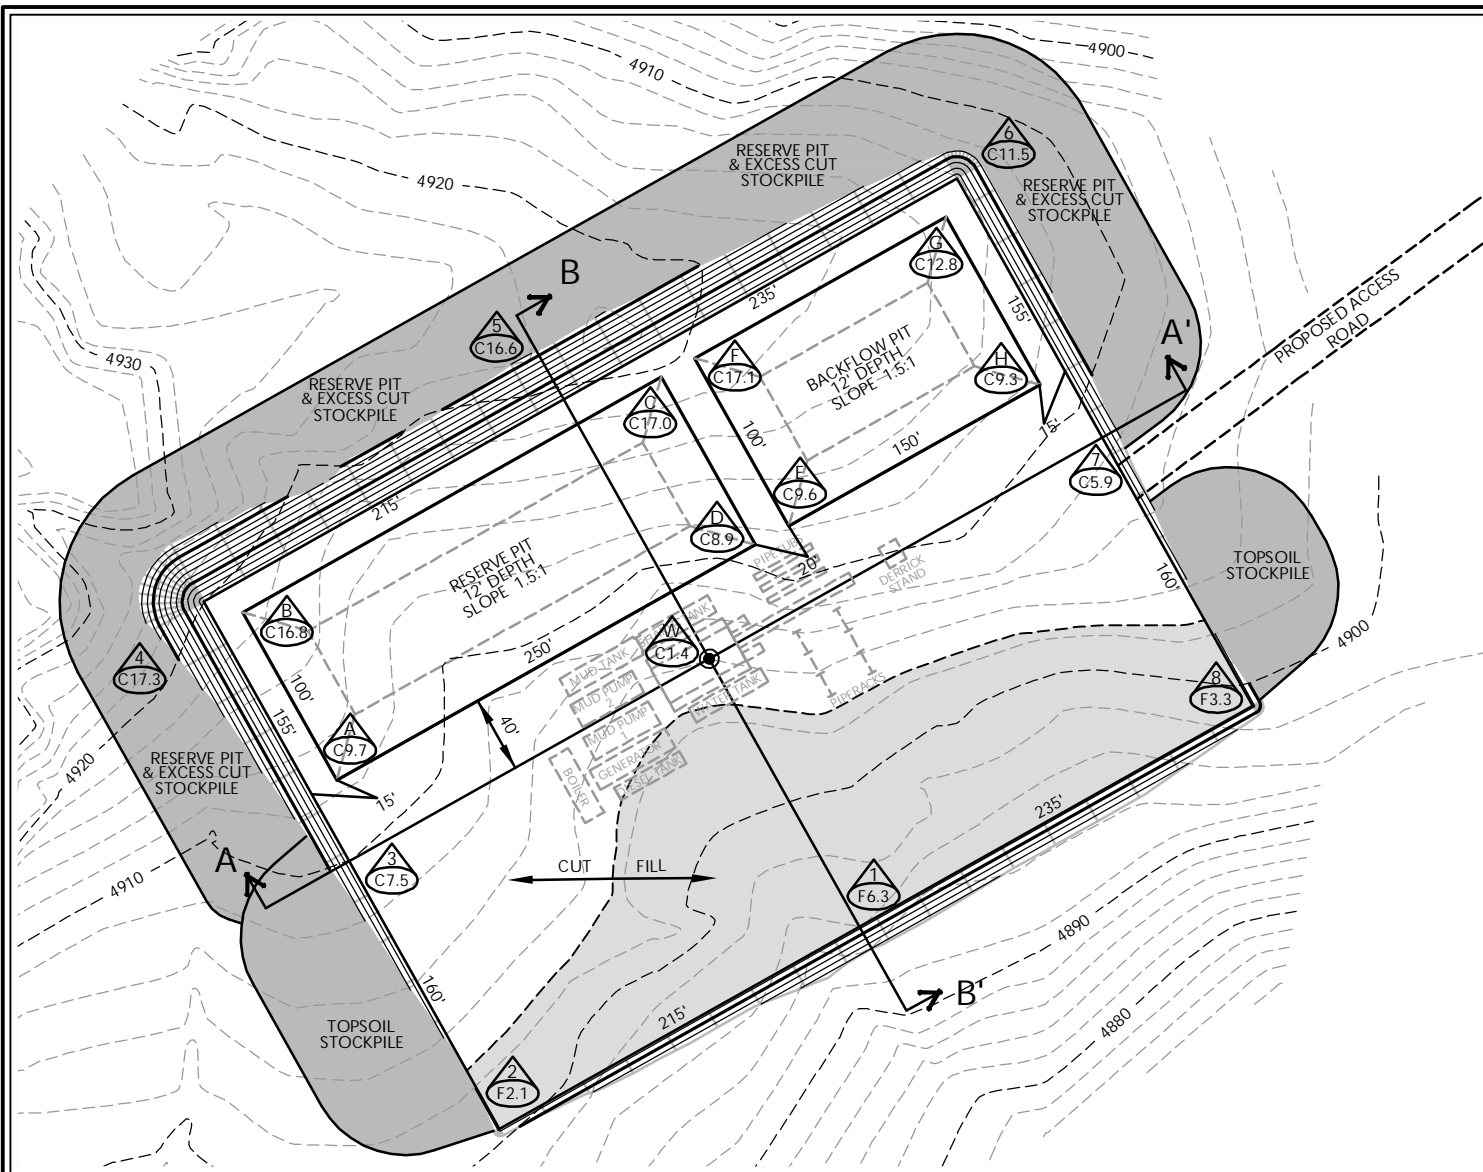 4900
4910
6
C11.5
RESERVE PIT
& EXCESS CUT
STOCKPILE
4920
RESERVE PIT
& EXCESS CUT
STOCKPILE
G
C12.8
B
235'
155'
PROPOSED ACCESS
ROAD
5
C16.6
A'
4930
F
C17.1
BACKFLOW PIT
12' DEPTH
SLOPE 1.5:1
H
C9.3
RESERVE PIT
& EXCESS CUT
STOCKPILE
C
C17.0
100'
150'
15'
7
C5.9
E
C9.6
215'
D
C8.9
RESERVE PIT
12' DEPTH
SLOPE 1.5:1
PIPE TUBS
20'
DERRICK
STAND
TOPSOIL
STOCKPILE
160'
B
C16.8
W
C1.4
4900
250'
MUD TANK
4
C17.3
100'
MUD PUMP
2
WATER TANK
PIPERACKS
8
F3.3
155'
A
C9.7
40'
MUD PUMP
1
GENERATOR
DIESEL TANK
BOILER
4920
RESERVE PIT
& EXCESS CUT
STOCKPILE
15'
235'
A
3
C7.5
CUT
FILL
1
F6.3
4910
4890
160'
B'
215'
4880
TOPSOIL
STOCKPILE
2
F2.1